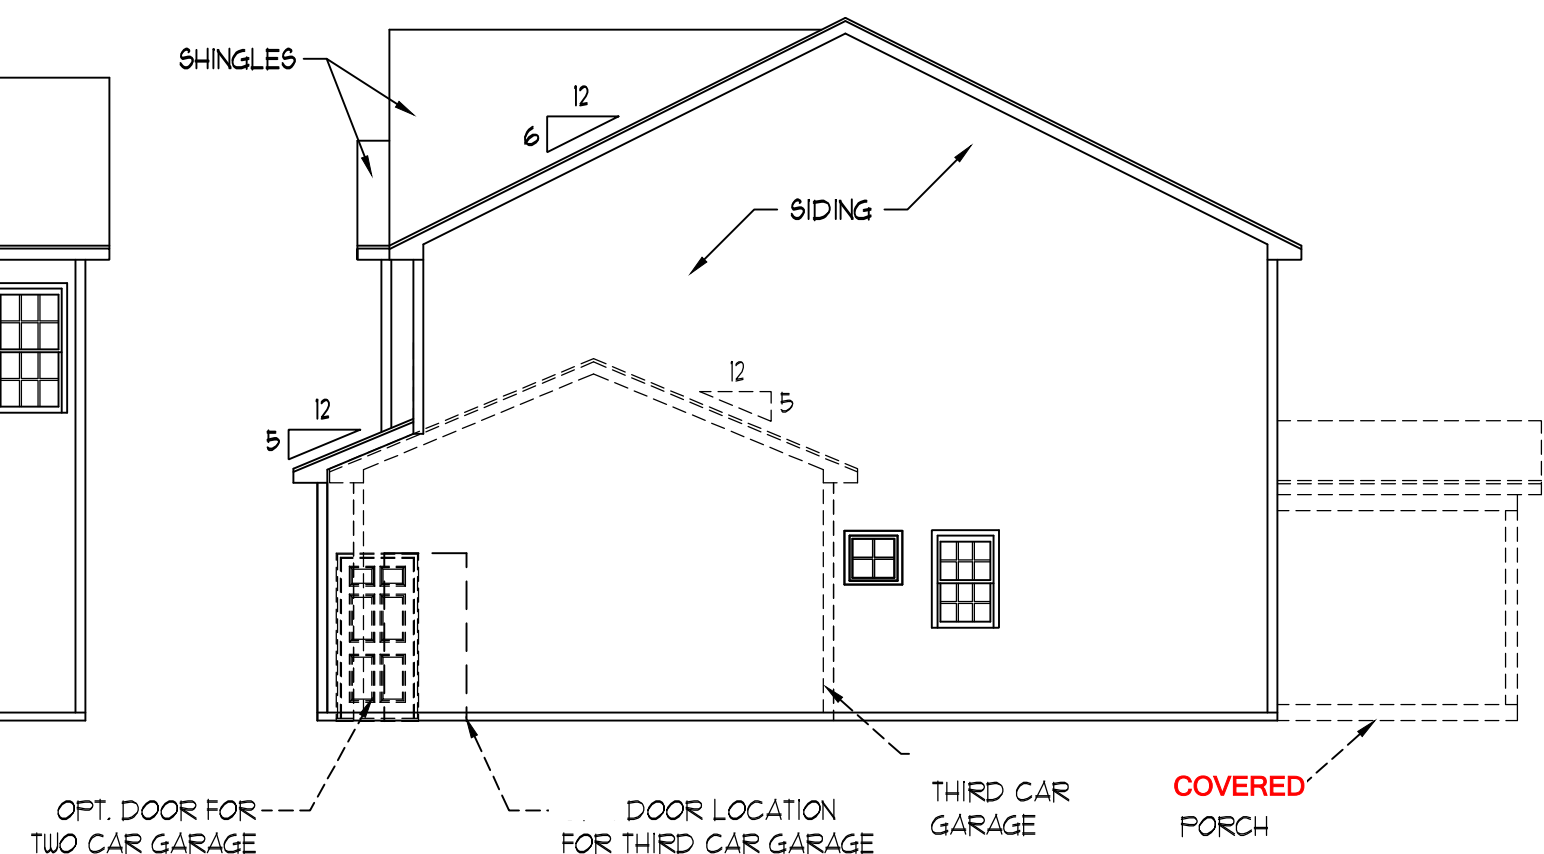 SHINGLES
12
6
SIDING
12
5
12
5
OPT. DOOR FOR
TWO CAR GARAGE
DOOR LOCATION
FOR THIRD CAR GARAGE
THIRD CAR
GARAGE
COVERED
PORCH